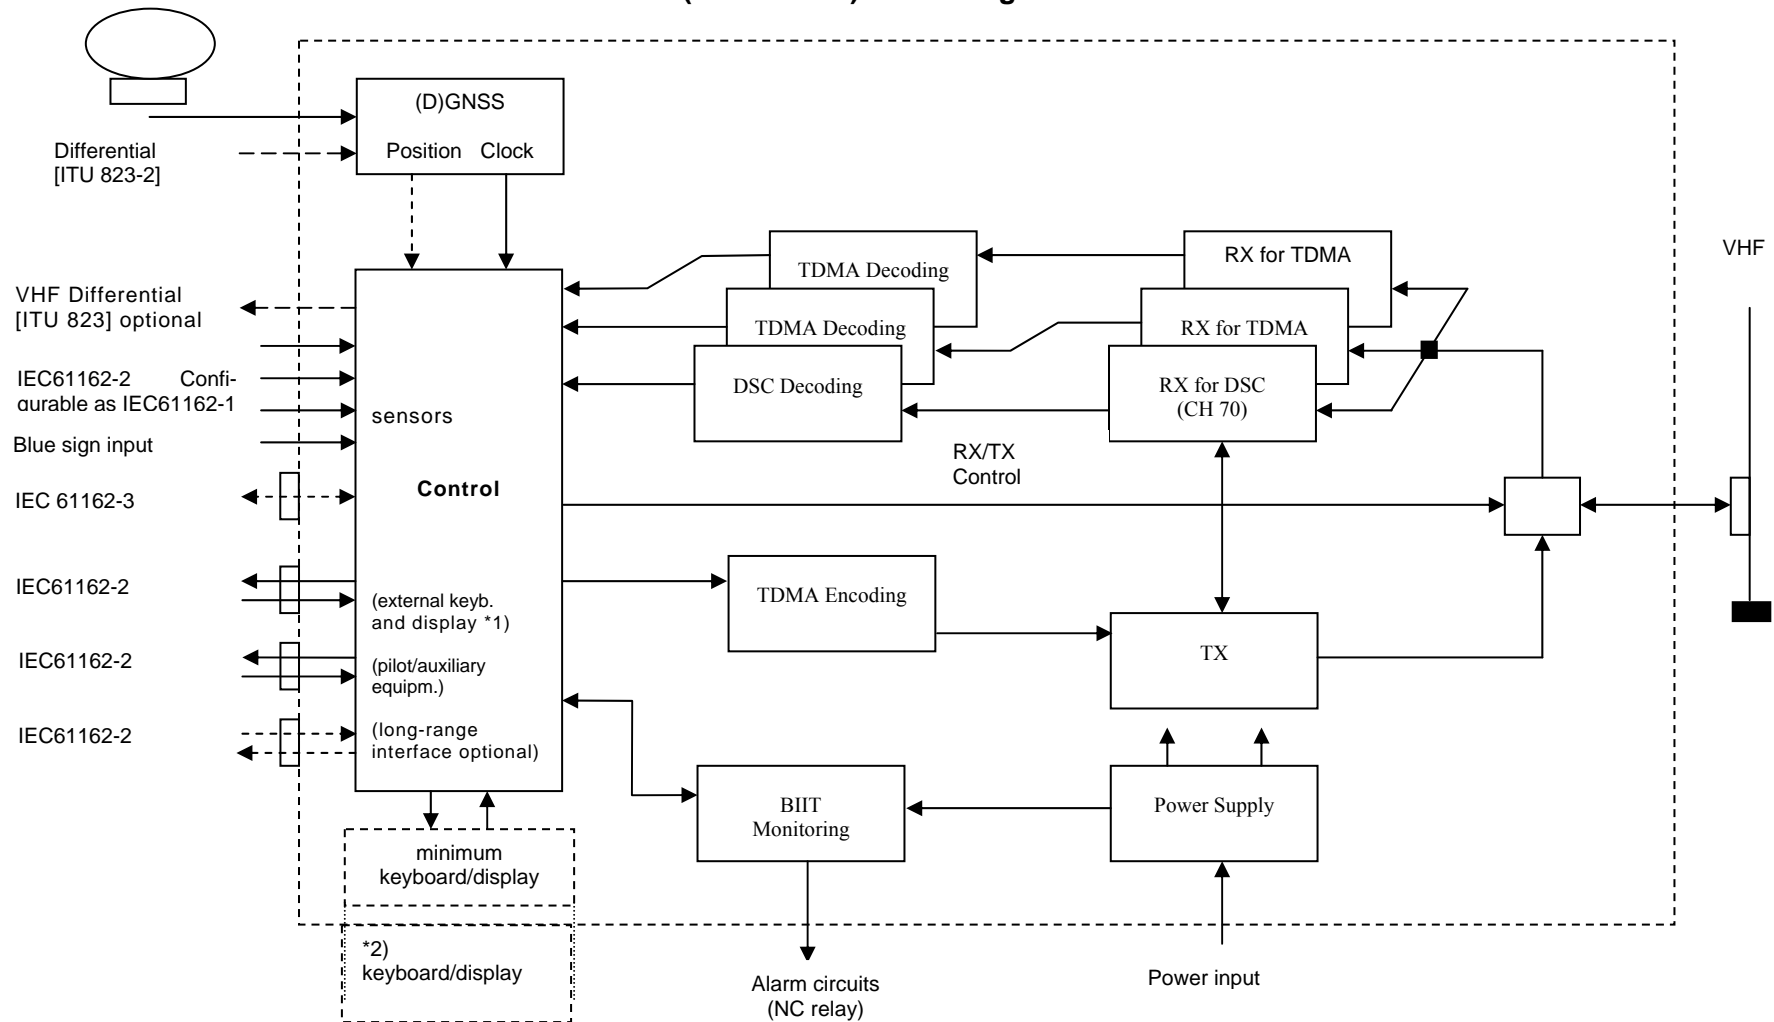 (D)GNSS
Position Clock
Differential
[ITU 823-2]
VHF Differential
[ITU 823] optional
IEC61162-2 Confi-
gurable as IEC61162-1
Blue sign input
IEC 61162-3
IEC61162-2
IEC61162-2
IEC61162-2
sensors
Control
(external keyb.
and display *1)
(pilot/auxiliary
equipm.)
(long-range
interface optional)
minimum
keyboard/display
*2)
keyboard/display
TDMA Decoding
TDMA Decoding
DSC Decoding
RX for TDMA
RX for TDMA
RX for DSC
(CH 70)
RX/TX
Control
TDMA Encoding
TX
BIIT
Monitoring
Power Supply
Alarm circuits
(NC relay)
Power input
VHF